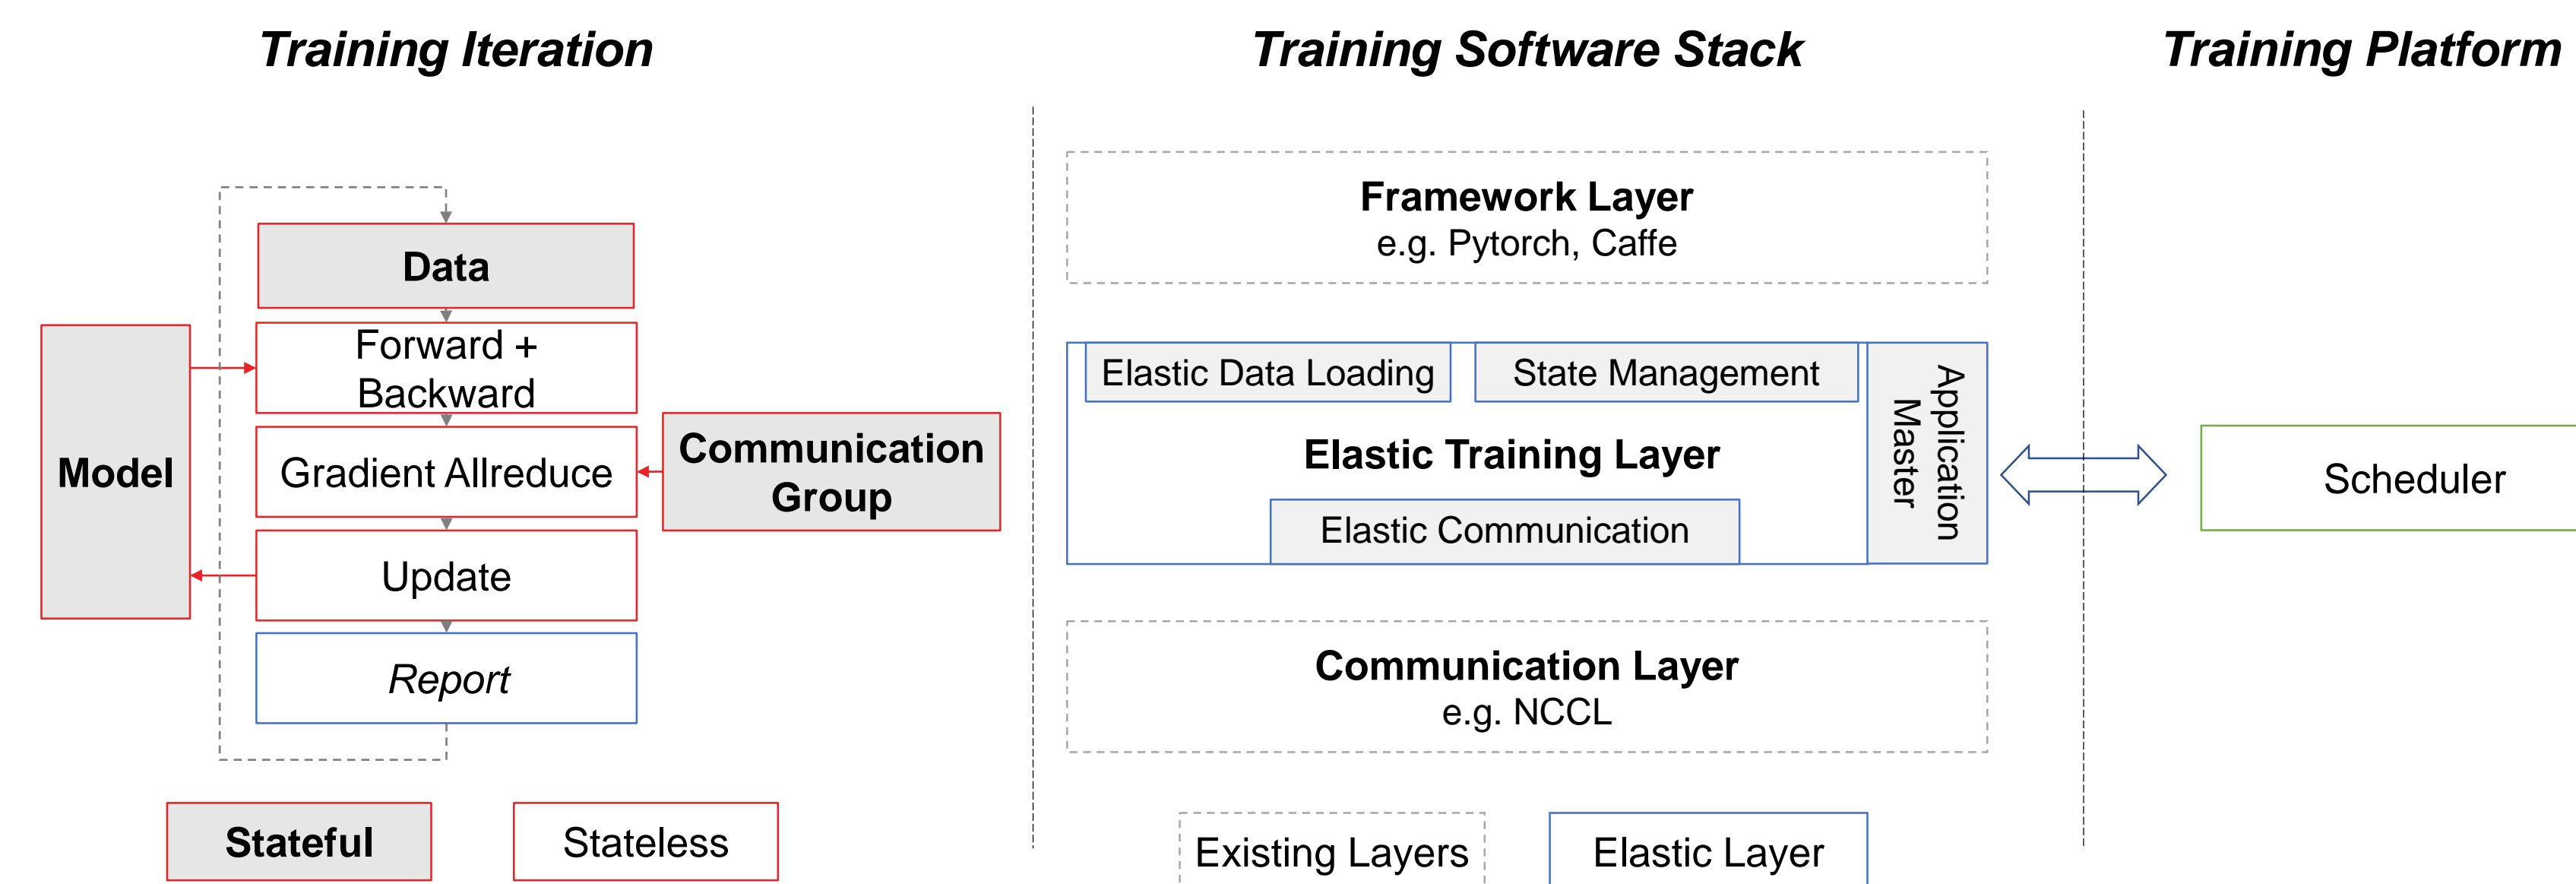 Training Iteration
Training Software Stack
Training Platform
Data
Forward +
Backward
Gradient Allreduce
Update
Report
Model
Communication
Group
Stateful
Stateless
Framework Layer
e.g. Pytorch, Caffe
Elastic Data Loading
State Management
Elastic Training Layer
Elastic Communication
Application
Master
Communication Layer
e.g. NCCL
Existing Layers
Elastic Layer
Scheduler